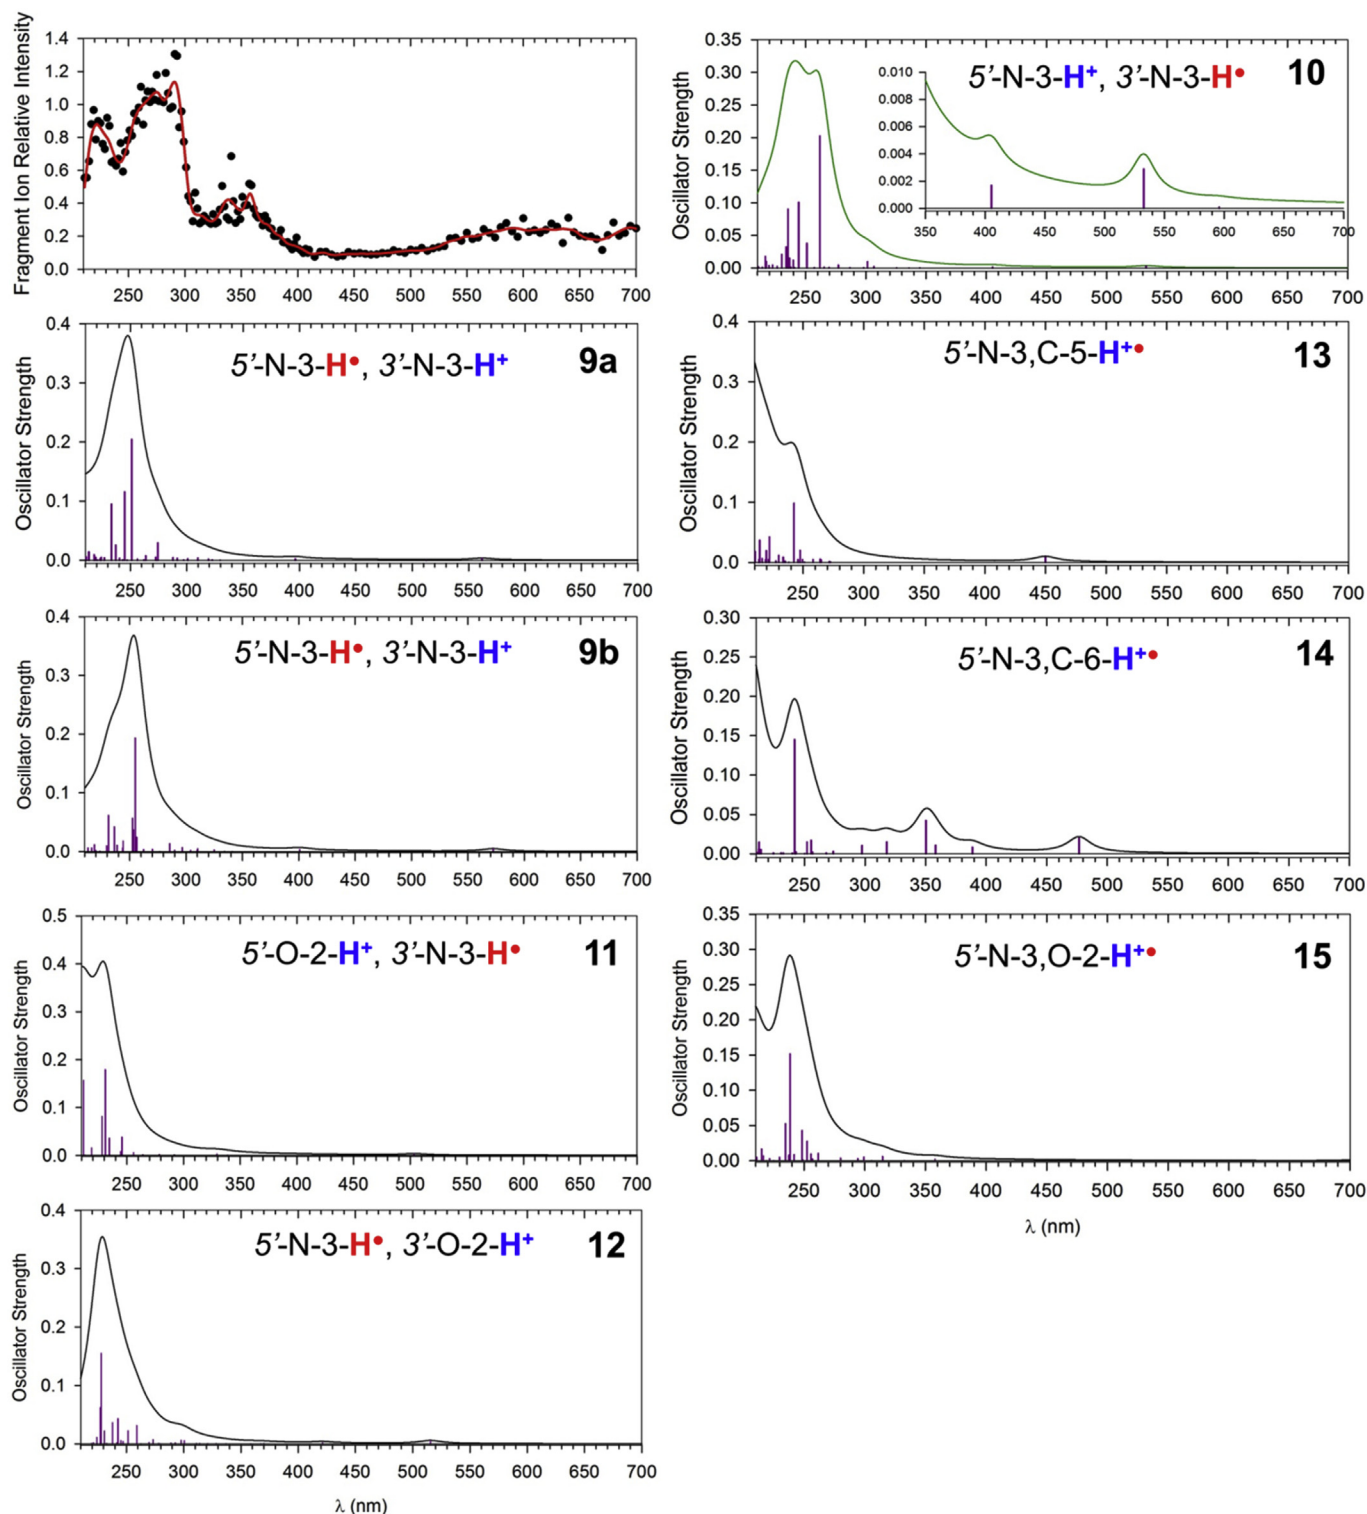 Fragment Ion Relative Intensity
1.4
1.2
1.0
0.8
0.6
0.4
0.2
0.0
250 300 350 400 450 500 550 600 650 700
Oscillator Strength
0.35
0.30
0.25
0.20
0.15
0.10
0.05
0.00
5'-N-3-H+, 3'-N-3-H• 10
0.010
0.008
0.006
0.004
0.002
0.000
350 400 450 500 550 600 650 700
250 300 350 400 450 500 550 600 650 700
Oscillator Strength
0.4
0.3
0.2
0.1
0.0
5'-N-3-H•, 3'-N-3-H+ 9a
250 300 350 400 450 500 550 600 650 700
Oscillator Strength
0.4
0.3
0.2
0.1
0.0
5'-N-3,C-5-H+• 13
250 300 350 400 450 500 550 600 650 700
Oscillator Strength
0.4
0.3
0.2
0.1
0.0
5'-N-3-H•, 3'-N-3-H+ 9b
250 300 350 400 450 500 550 600 650 700
Oscillator Strength
0.30
0.25
0.20
0.15
0.10
0.05
0.00
5'-N-3,C-6-H+• 14
250 300 350 400 450 500 550 600 650 700
Oscillator Strength
0.5
0.4
0.3
0.2
0.1
0.0
5'-O-2-H+, 3'-N-3-H• 11
250 300 350 400 450 500 550 600 650 700
Oscillator Strength
0.35
0.30
0.25
0.20
0.15
0.10
0.05
0.00
5'-N-3,O-2-H+• 15
250 300 350 400 450 500 550 600 650 700
λ (nm)
Oscillator Strength
0.4
0.3
0.2
0.1
0.0
5'-N-3-H•, 3'-O-2-H+ 12
250 300 350 400 450 500 550 600 650 700
λ (nm)